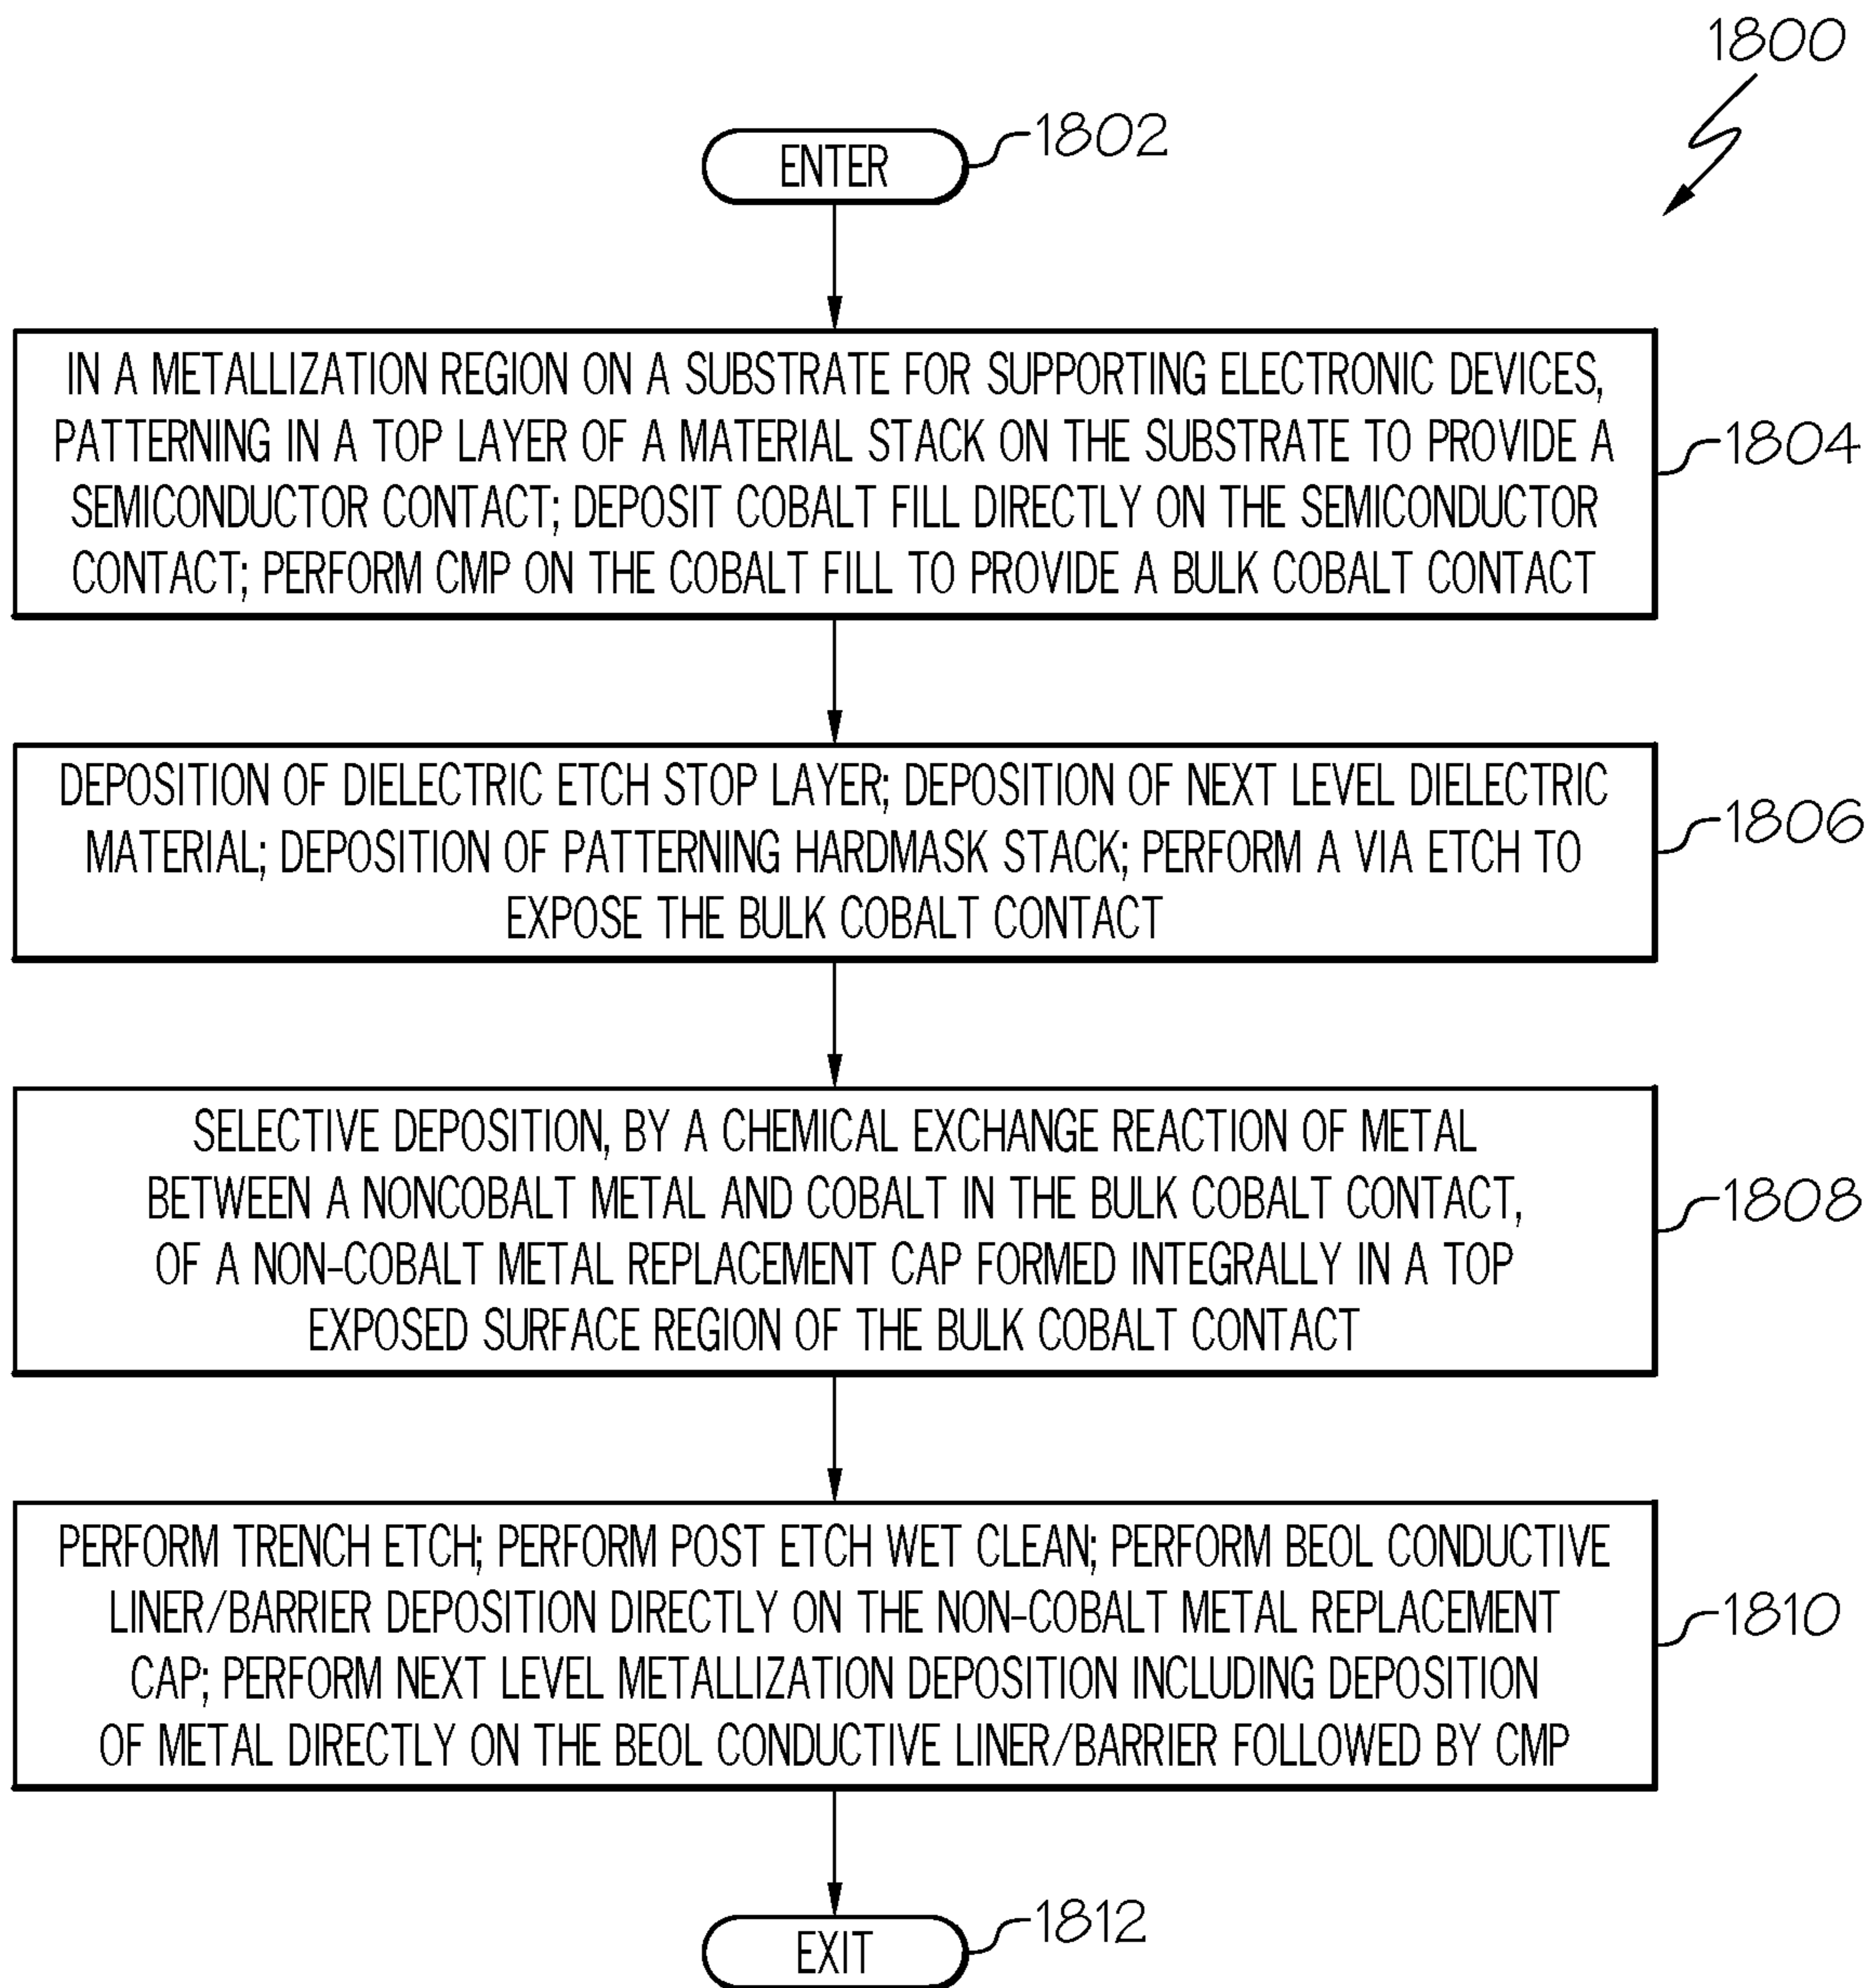 1800
ENTER
1802
IN A METALLIZATION REGION ON A SUBSTRATE FOR SUPPORTING ELECTRONIC DEVICES,
PATTERNING IN A TOP LAYER OF A MATERIAL STACK ON THE SUBSTRATE TO PROVIDE A
SEMICONDUCTOR CONTACT; DEPOSIT COBALT FILL DIRECTLY ON THE SEMICONDUCTOR
CONTACT; PERFORM CMP ON THE COBALT FILL TO PROVIDE A BULK COBALT CONTACT
1804
DEPOSITION OF DIELECTRIC ETCH STOP LAYER; DEPOSITION OF NEXT LEVEL DIELECTRIC
MATERIAL; DEPOSITION OF PATTERNING HARDMASK STACK; PERFORM A VIA ETCH TO
EXPOSE THE BULK COBALT CONTACT
1806
SELECTIVE DEPOSITION, BY A CHEMICAL EXCHANGE REACTION OF METAL
BETWEEN A NONCOBALT METAL AND COBALT IN THE BULK COBALT CONTACT,
OF A NON-COBALT METAL REPLACEMENT CAP FORMED INTEGRALLY IN A TOP
EXPOSED SURFACE REGION OF THE BULK COBALT CONTACT
1808
PERFORM TRENCH ETCH; PERFORM POST ETCH WET CLEAN; PERFORM BEOL CONDUCTIVE
LINER/BARRIER DEPOSITION DIRECTLY ON THE NON-COBALT METAL REPLACEMENT
CAP; PERFORM NEXT LEVEL METALLIZATION DEPOSITION INCLUDING DEPOSITION
OF METAL DIRECTLY ON THE BEOL CONDUCTIVE LINER/BARRIER FOLLOWED BY CMP
1810
EXIT
1812